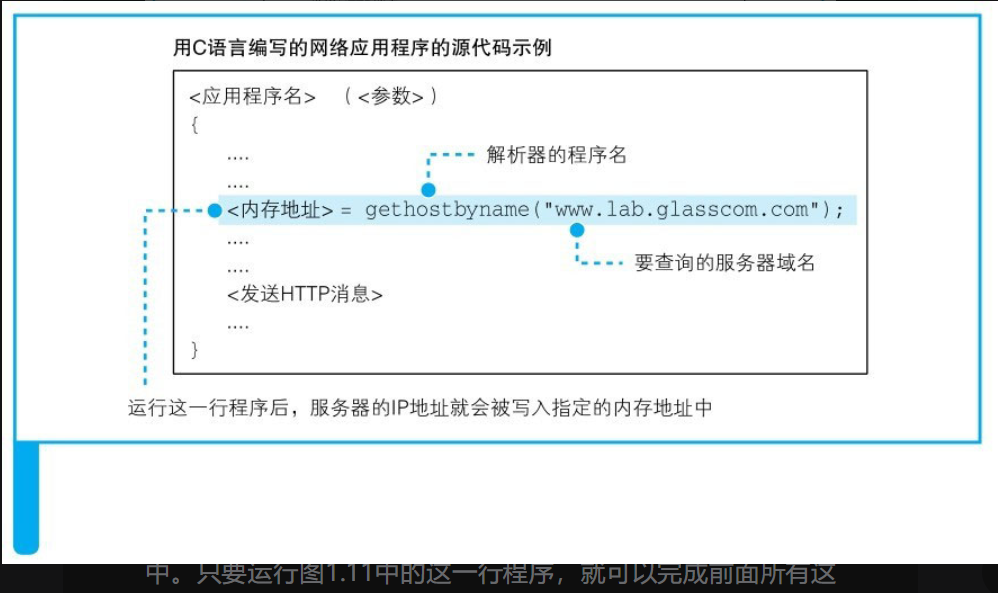 用C语言编写的网络应用程序的源代码示例
<应用程序名> （<参数>）
{
....
.... 解析器的程序名
<内存地址> = gethostbyname("www.lab.glasscom.com");
....
.... 要查询的服务器域名
<发送HTTP消息>
....
}
运行这一行程序后，服务器的IP地址就会被写入指定的内存地址中
中。只要运行图1.11中的这一行程序，就可以完成前面所有这